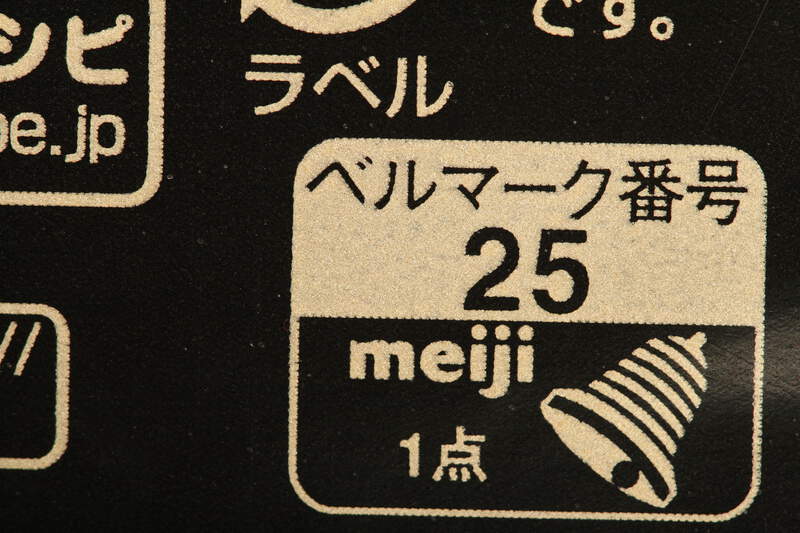 です。
シピ
ラベル
pe.jp
ベルマーク番号
25
meiji
1点
//